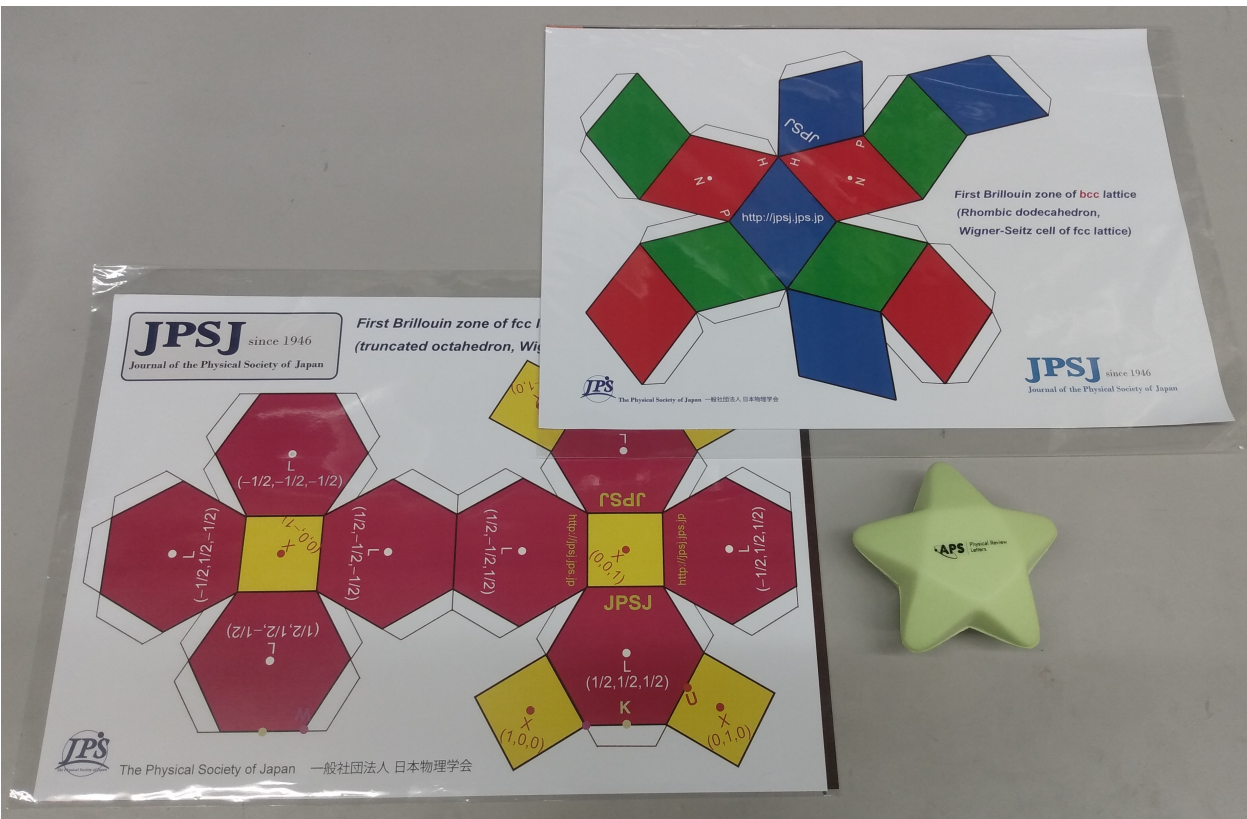 JPSJ
H
H
P
N
N
P
http://jpsj.jps.jp
First Brillouin zone of bcc lattice
(Rhombic dodecahedron,
Wigner-Seitz cell of fcc lattice)
JPS
The Physical Society of Japan 一般社団法人 日本物理学会
JPSJ since 1946
Journal of the Physical Society of Japan
JPSJ since 1946
Journal of the Physical Society of Japan
First Brillouin zone of fcc
(truncated octahedron,
L
(−1/2,−1/2,−1/2)
L
(−1/2,1/2,−1/2)
X
(0,0,−1)
L
(1/2,−1/2,−1/2)
L
(1/2,−1/2,1/2)
http://jpsj.jps.jp
L
JPSJ
X
(0,0,1)
JPSJ
http://jpsj.jps.jp
L
(−1/2,1/2,1/2)
(1/2,1/2,−1/2)
L
L
(1/2,1/2,1/2)
K
U
X
(1,0,0)
X
(0,1,0)
JPS
The Physical Society of Japan 一般社団法人 日本物理学会
APS Physical Review
Letters